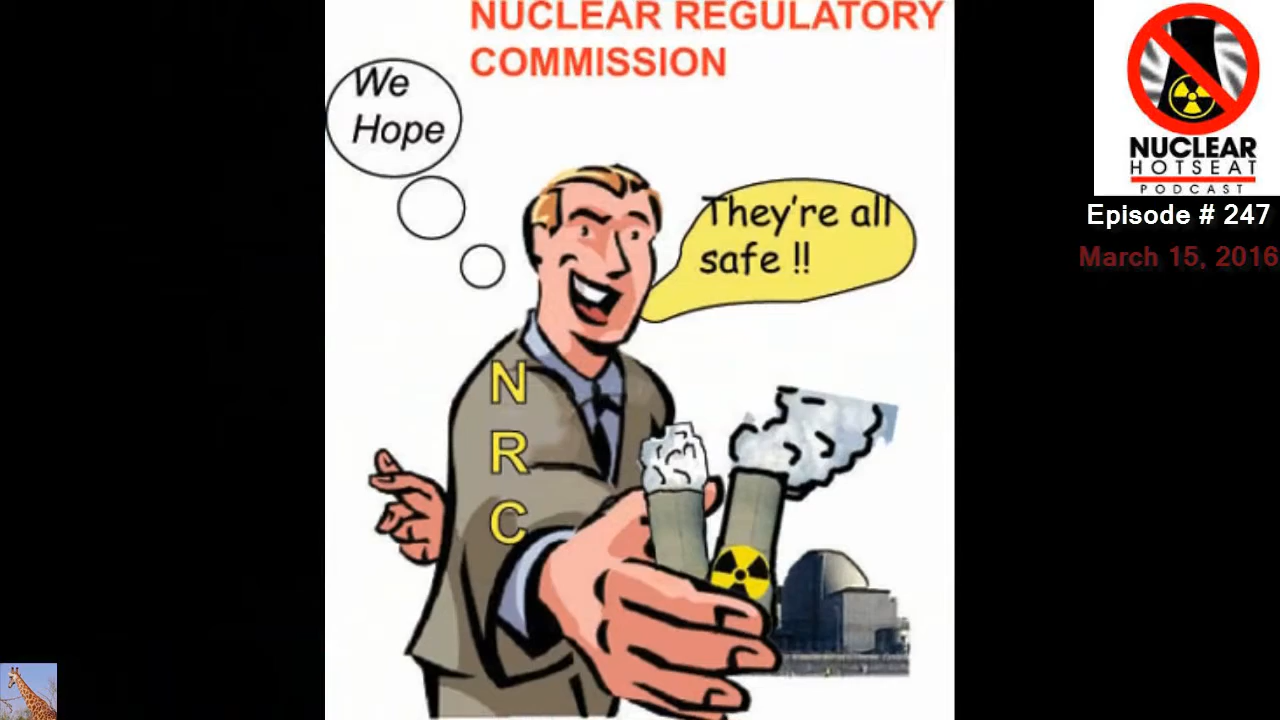 NUCLEAR REGULATORY
COMMISSION
We
Hope
They're all
safe !!
N
R
C
NUCLEAR
HOTSEAT
PODCAST
Episode # 247
March 15, 2016